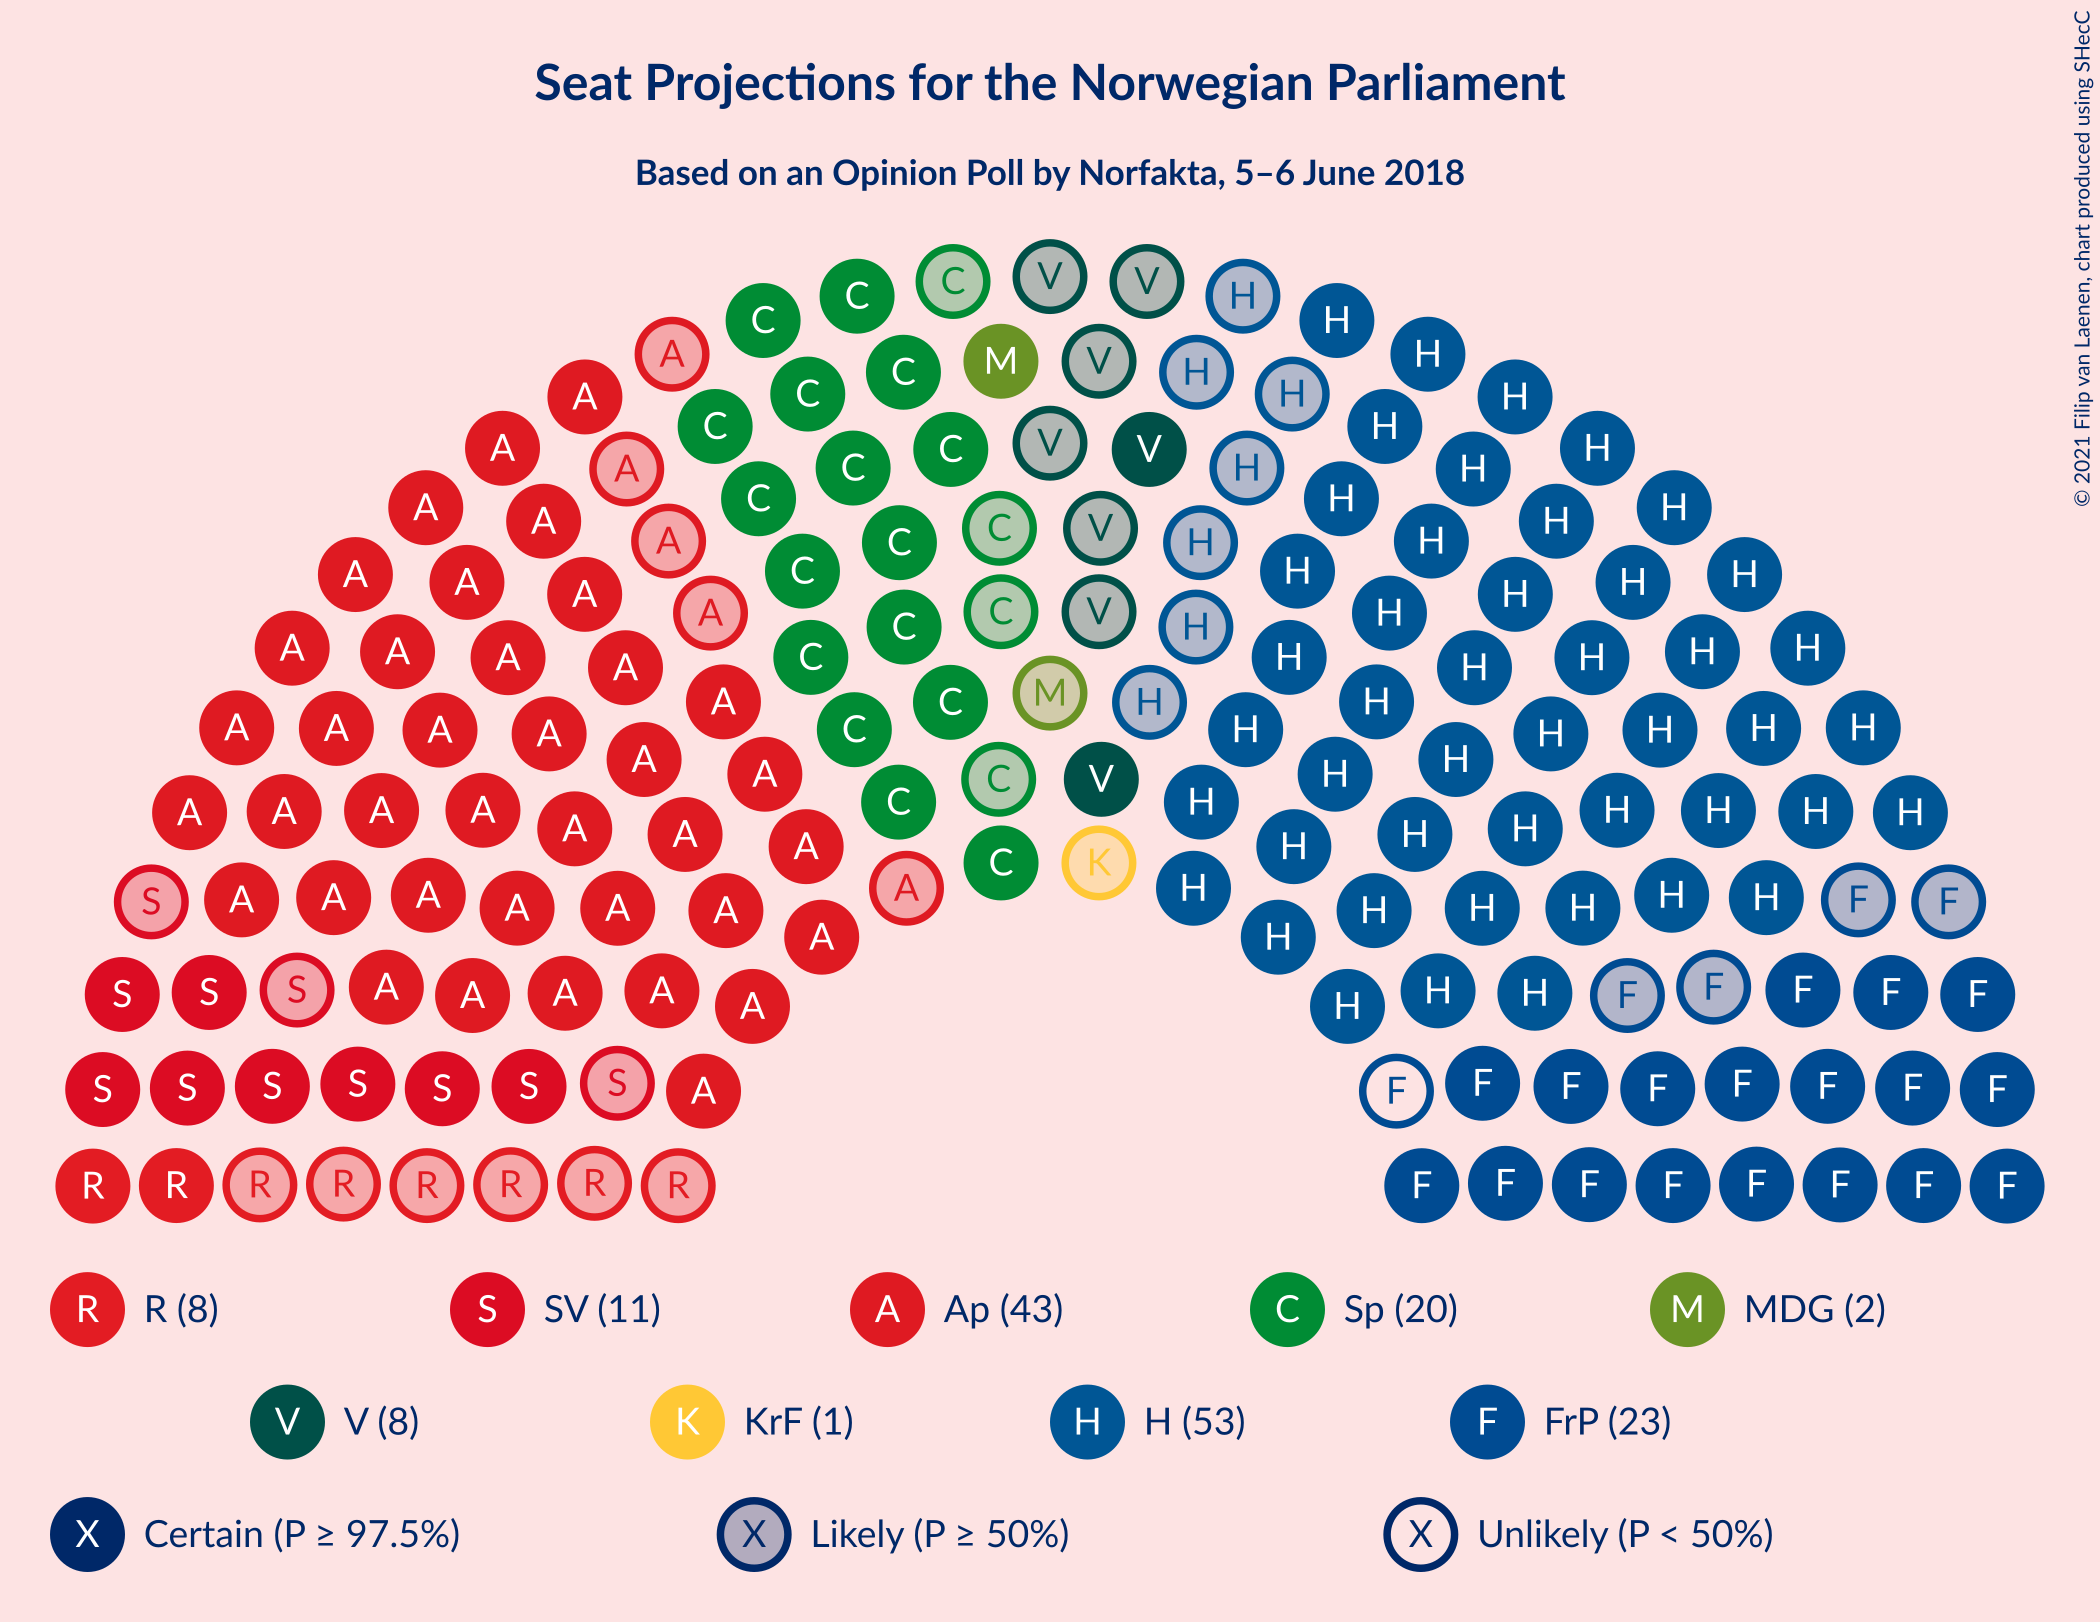 Seat Projections for the Norwegian Parliament
Based on an Opinion Poll by Norfakta, 5–6 June 2018
© 2021 Filip van Laenen, chart produced using SHecC
C C C V V H H
A C C M V H H H
A A C C C V V H H H H
A A C C C V H H H H
A A A C C C V H H H H
A A A A C C M H H H H H
A A A A A C C V H H H H H
A A A A A A C K H H H H H H
A A A A A A A H H H H H H H
A A A A A A A H H H H H H H
S A A A A A A A A H H H H H H F F
S S S A A A A A H H H F F F F F
S S S S S S S A F F F F F F F F
R R R R R R R R F F F F F F F F
R R (8) S SV (11) A Ap (43) C Sp (20) M MDG (2)
V V (8) K KrF (1) H H (53) F FrP (23)
X Certain (P ≥ 97.5%) X Likely (P ≥ 50%) X Unlikely (P < 50%)